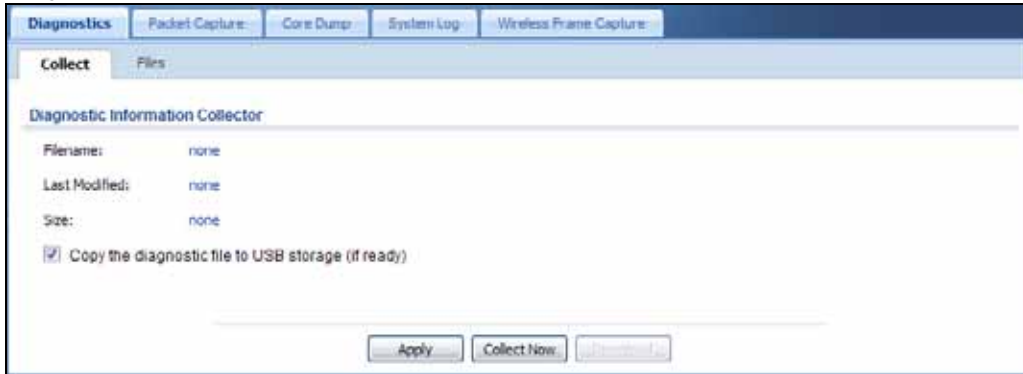 Diagnostics Packet Capture Core Dump System Log Wireless Frame Capture
Collect Files
Diagnostic Information Collector
Filename: none
Last Modified: none
Size: none
Copy the diagnostic file to USB storage (if ready)
Apply Collect Now